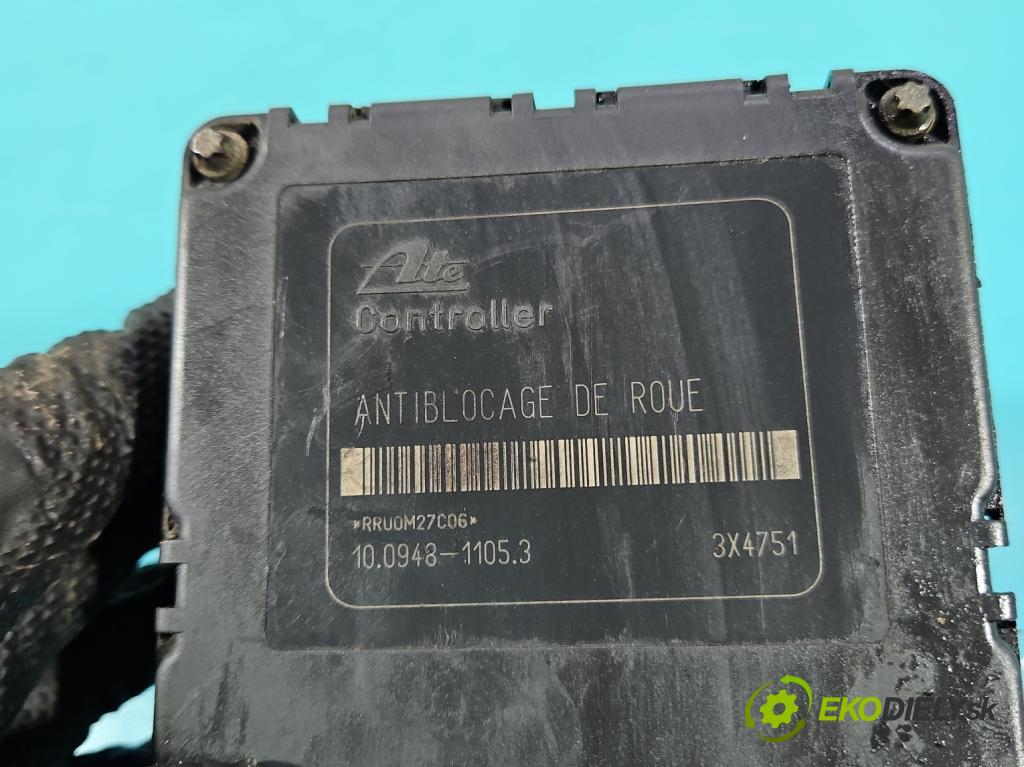 Ate
Controller
ANTIBLOCAGE DE ROUE
*RRU0M27C06*
10.0948-1105.3 3X4751
EKODIELY.sk